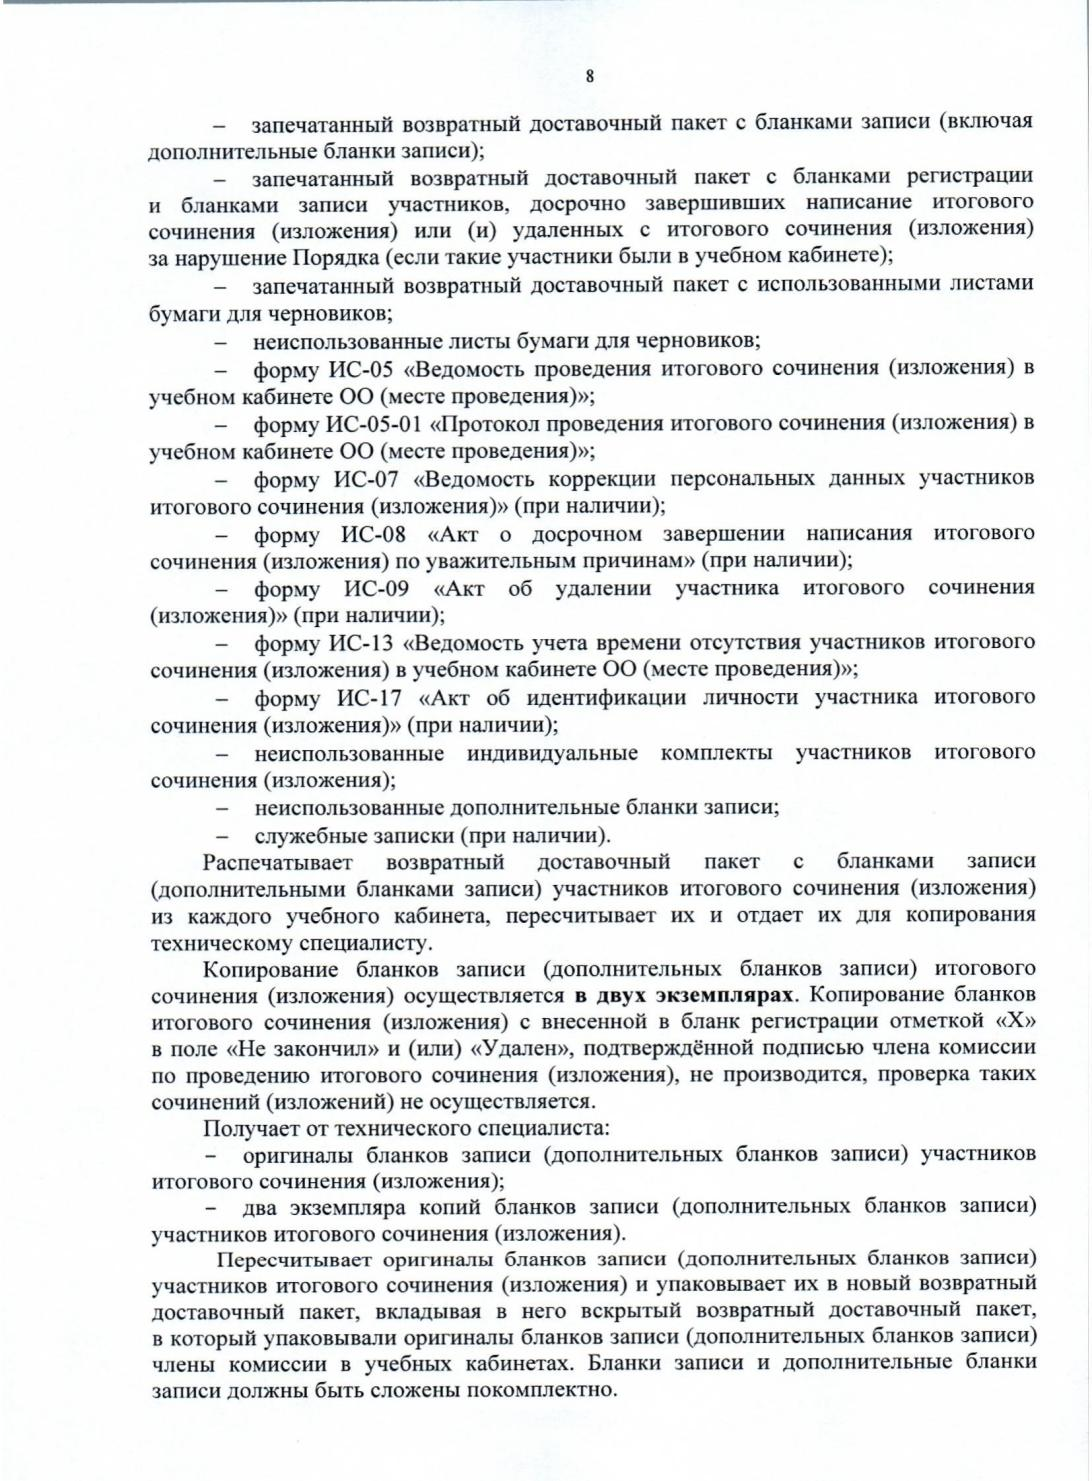 8
– запечатанный возвратный доставочный пакет с бланками записи (включая
дополнительные бланки записи);
– запечатанный возвратный доставочный пакет с бланками регистрации
и бланками записи участников, досрочно завершивших написание итогового
сочинения (изложения) или (и) удаленных с итогового сочинения (изложения)
за нарушение Порядка (если такие участники были в учебном кабинете);
– запечатанный возвратный доставочный пакет с использованными листами
бумаги для черновиков;
– неиспользованные листы бумаги для черновиков;
– форму ИС-05 «Ведомость проведения итогового сочинения (изложения) в
учебном кабинете ОО (месте проведения)»;
– форму ИС-05-01 «Протокол проведения итогового сочинения (изложения) в
учебном кабинете ОО (месте проведения)»;
– форму ИС-07 «Ведомость коррекции персональных данных участников
итогового сочинения (изложения)» (при наличии);
– форму ИС-08 «Акт о досрочном завершении написания итогового
сочинения (изложения) по уважительным причинам» (при наличии);
– форму ИС-09 «Акт об удалении участника итогового сочинения
(изложения)» (при наличии);
– форму ИС-13 «Ведомость учета времени отсутствия участников итогового
сочинения (изложения) в учебном кабинете ОО (месте проведения)»;
– форму ИС-17 «Акт об идентификации личности участника итогового
сочинения (изложения)» (при наличии);
– неиспользованные индивидуальные комплекты участников итогового
сочинения (изложения);
– неиспользованные дополнительные бланки записи;
– служебные записки (при наличии).
Распечатывает возвратный доставочный пакет с бланками записи
(дополнительными бланками записи) участников итогового сочинения (изложения)
из каждого учебного кабинета, пересчитывает их и отдает их для копирования
техническому специалисту.
Копирование бланков записи (дополнительных бланков записи) итогового
сочинения (изложения) осуществляется в двух экземплярах. Копирование бланков
итогового сочинения (изложения) с внесенной в бланк регистрации отметкой «Х»
в поле «Не закончил» и (или) «Удален», подтверждённой подписью члена комиссии
по проведению итогового сочинения (изложения), не производится, проверка таких
сочинений (изложений) не осуществляется.
Получает от технического специалиста:
– оригиналы бланков записи (дополнительных бланков записи) участников
итогового сочинения (изложения);
– два экземпляра копий бланков записи (дополнительных бланков записи)
участников итогового сочинения (изложения).
Пересчитывает оригиналы бланков записи (дополнительных бланков записи)
участников итогового сочинения (изложения) и упаковывает их в новый возвратный
доставочный пакет, вкладывая в него вскрытый возвратный доставочный пакет,
в который упаковывали оригиналы бланков записи (дополнительных бланков записи)
члены комиссии в учебных кабинетах. Бланки записи и дополнительные бланки
записи должны быть сложены покомплектно.